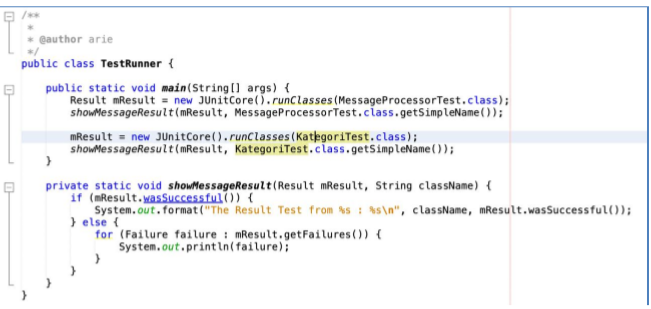 /**
 *
 * @author arie
 */
public class TestRunner {
    public static void main(String[] args) {
        Result mResult = new JUnitCore().runClasses(MessageProcessorTest.class);
        showMessageResult(mResult, MessageProcessorTest.class.getSimpleName());
        mResult = new JUnitCore().runClasses(KategoriTest.class);
        showMessageResult(mResult, KategoriTest.class.getSimpleName());
    }
    private static void showMessageResult(Result mResult, String className) {
        if (mResult.wasSuccessful()) {
            System.out.format("The Result Test from %s : %s\n", className, mResult.wasSuccessful());
        } else {
            for (Failure failure : mResult.getFailures()) {
                System.out.println(failure);
            }
        }
    }
}